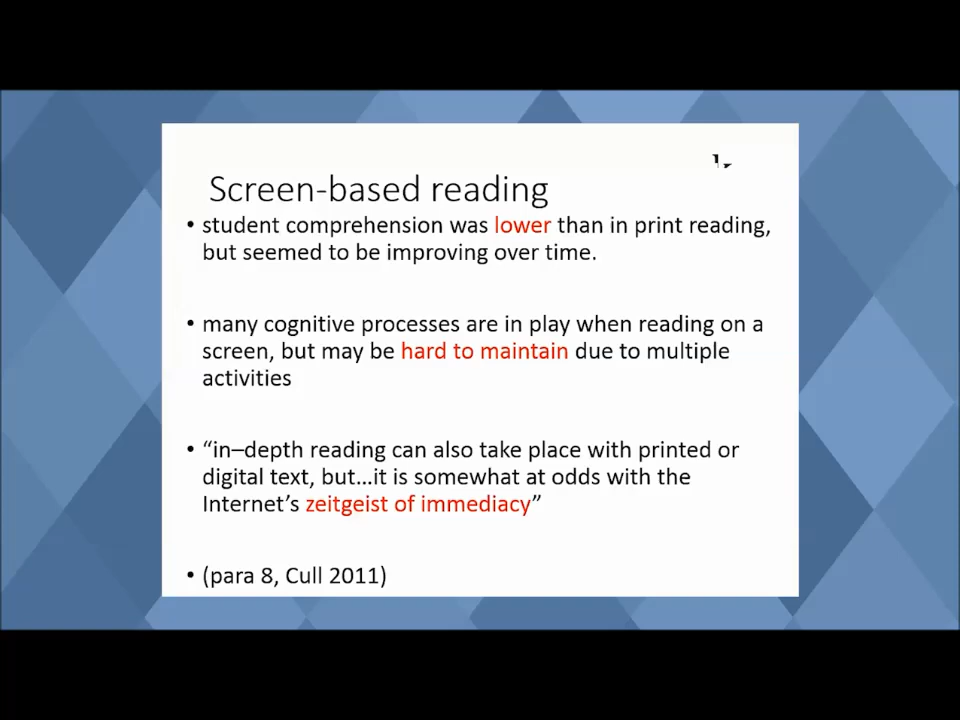 Screen-based reading
• student comprehension was lower than in print reading,
but seemed to be improving over time.
• many cognitive processes are in play when reading on a
screen, but may be hard to maintain due to multiple
activities
• “in–depth reading can also take place with printed or
digital text, but…it is somewhat at odds with the
Internet’s zeitgeist of immediacy”
• (para 8, Cull 2011)